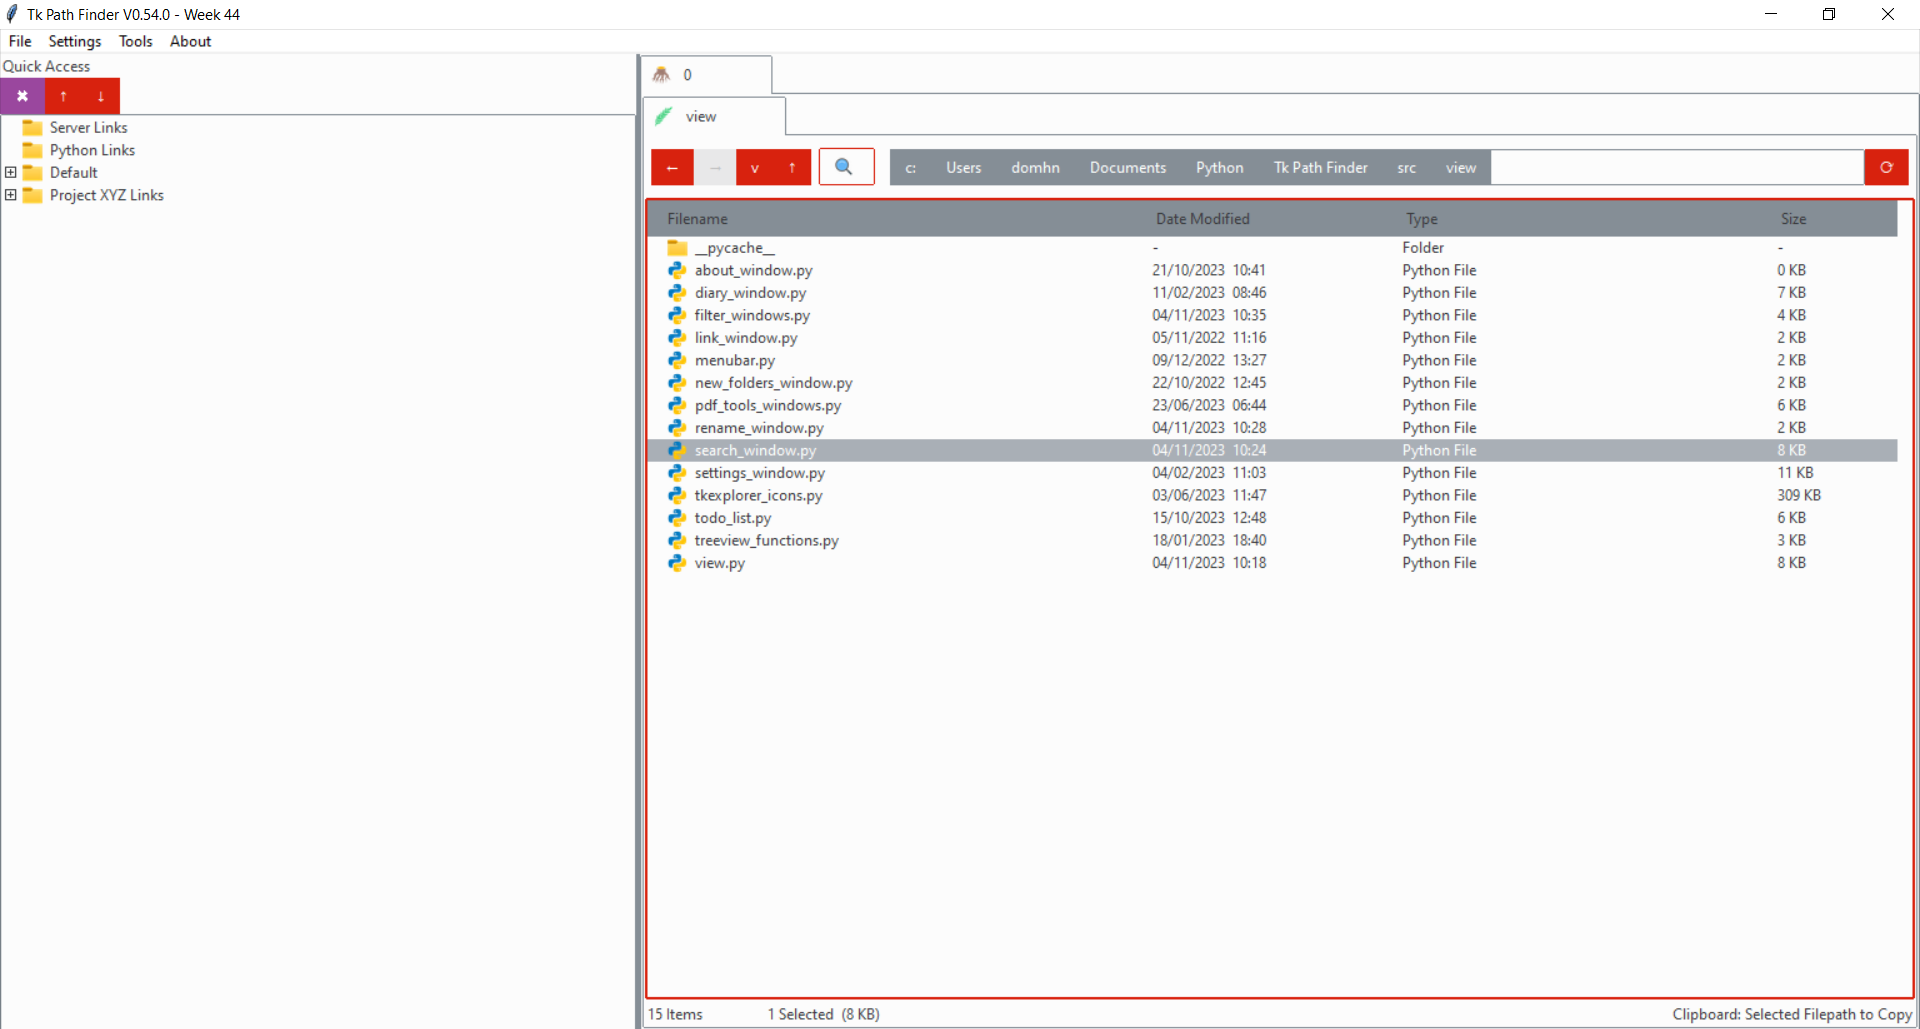 Tk Path Finder V0.54.0 - Week 44
File Settings Tools About
Quick Access
✖ ↑ ↓
Server Links
Python Links
Default
Project XYZ Links
0
view
← → v ↑ c: Users domhn Documents Python Tk Path Finder src view ⟳
Filename Date Modified Type Size
__pycache__ - Folder -
about_window.py 21/10/2023 10:41 Python File 0 KB
diary_window.py 11/02/2023 08:46 Python File 7 KB
filter_windows.py 04/11/2023 10:35 Python File 4 KB
link_window.py 05/11/2022 11:16 Python File 2 KB
menubar.py 09/12/2022 13:27 Python File 2 KB
new_folders_window.py 22/10/2022 12:45 Python File 2 KB
pdf_tools_windows.py 23/06/2023 06:44 Python File 6 KB
rename_window.py 04/11/2023 10:28 Python File 2 KB
search_window.py 04/11/2023 10:24 Python File 8 KB
settings_window.py 04/02/2023 11:03 Python File 11 KB
tkexplorer_icons.py 03/06/2023 11:47 Python File 309 KB
todo_list.py 15/10/2023 12:48 Python File 6 KB
treeview_functions.py 18/01/2023 18:40 Python File 3 KB
view.py 04/11/2023 10:18 Python File 8 KB
15 Items 1 Selected (8 KB) Clipboard: Selected Filepath to Copy